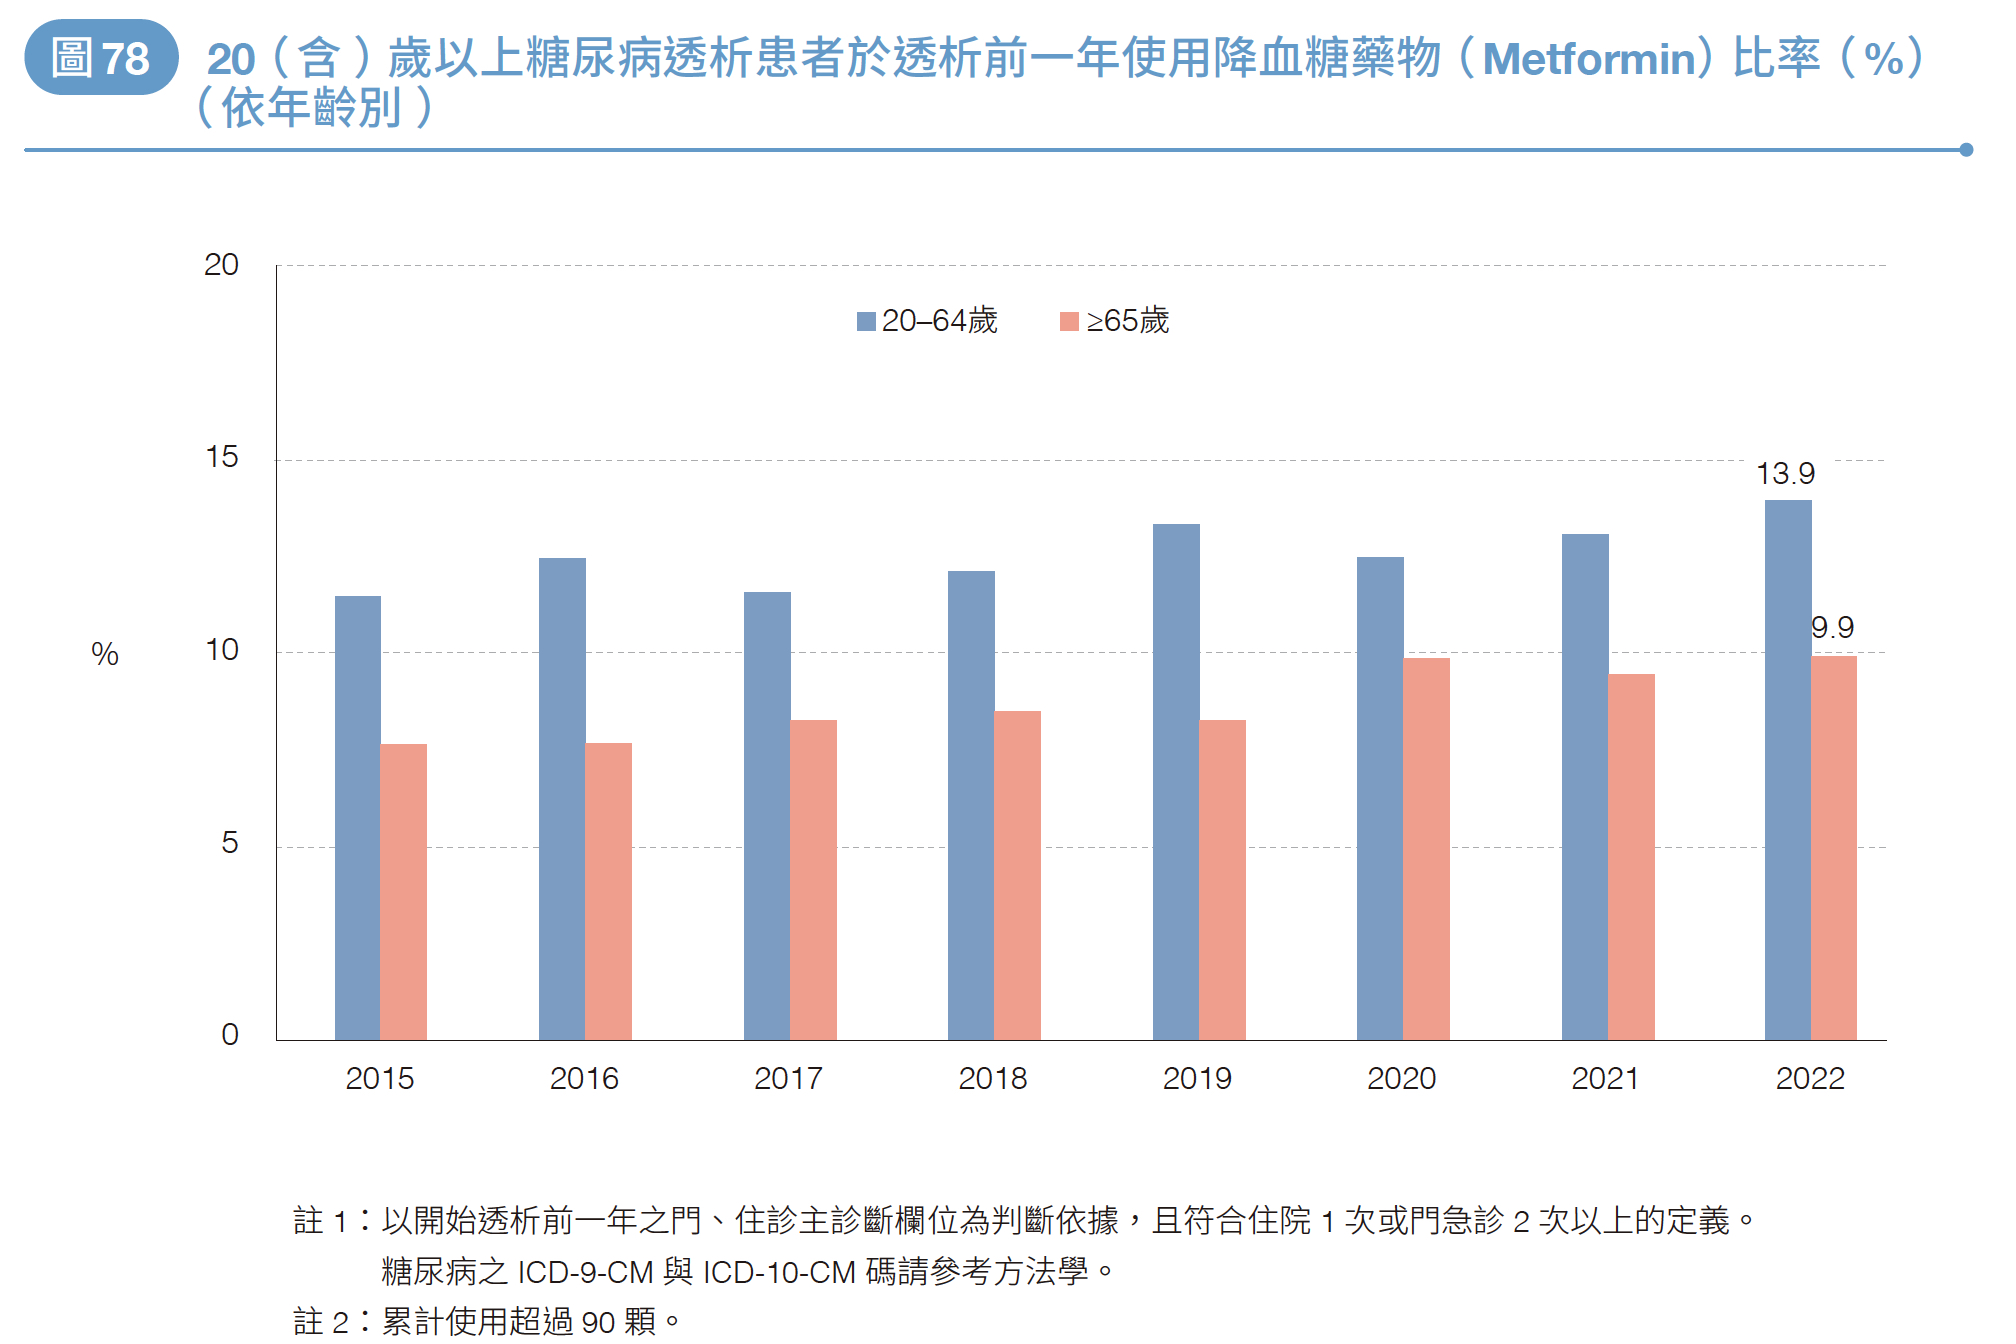 圖 78 20（含）歲以上糖尿病透析患者於透析前一年使用降血糖藥物（Metformin）比率（%）
（依年齡別）
20
20–64歲 ≥65歲
15
13.9
10
9.9
%
5
0
2015 2016 2017 2018 2019 2020 2021 2022
註 1：以開始透析前一年之門、住診主診斷欄位為判斷依據，且符合住院 1 次或門急診 2 次以上的定義。
糖尿病之 ICD-9-CM 與 ICD-10-CM 碼請參考方法學。
註 2：累計使用超過 90 顆。